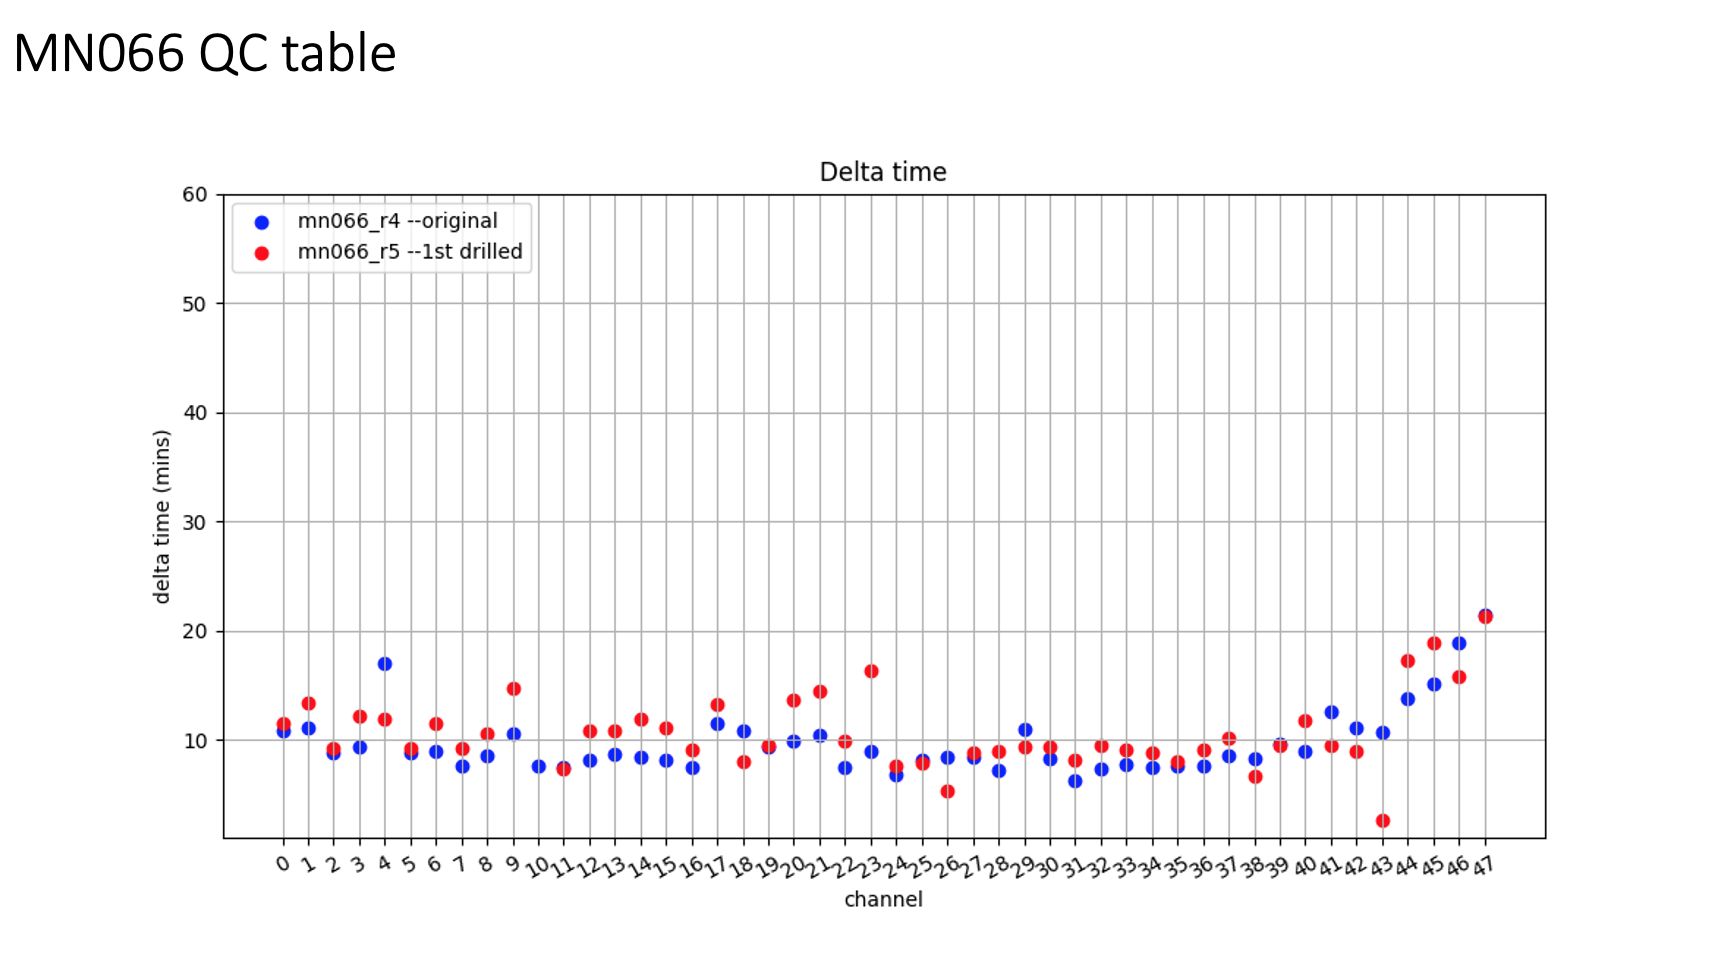 MN066 QC table
Delta time
60
mn066_r4 --original
mn066_r5 --1st drilled
50
40
30
20
10
delta time (mins)
0 1 2 3 4 5 6 7 8 9 10 11 12 13 14 15 16 17 18 19 20 21 22 23 24 25 26 27 28 29 30 31 32 33 34 35 36 37 38 39 40 41 42 43 44 45 46 47
channel